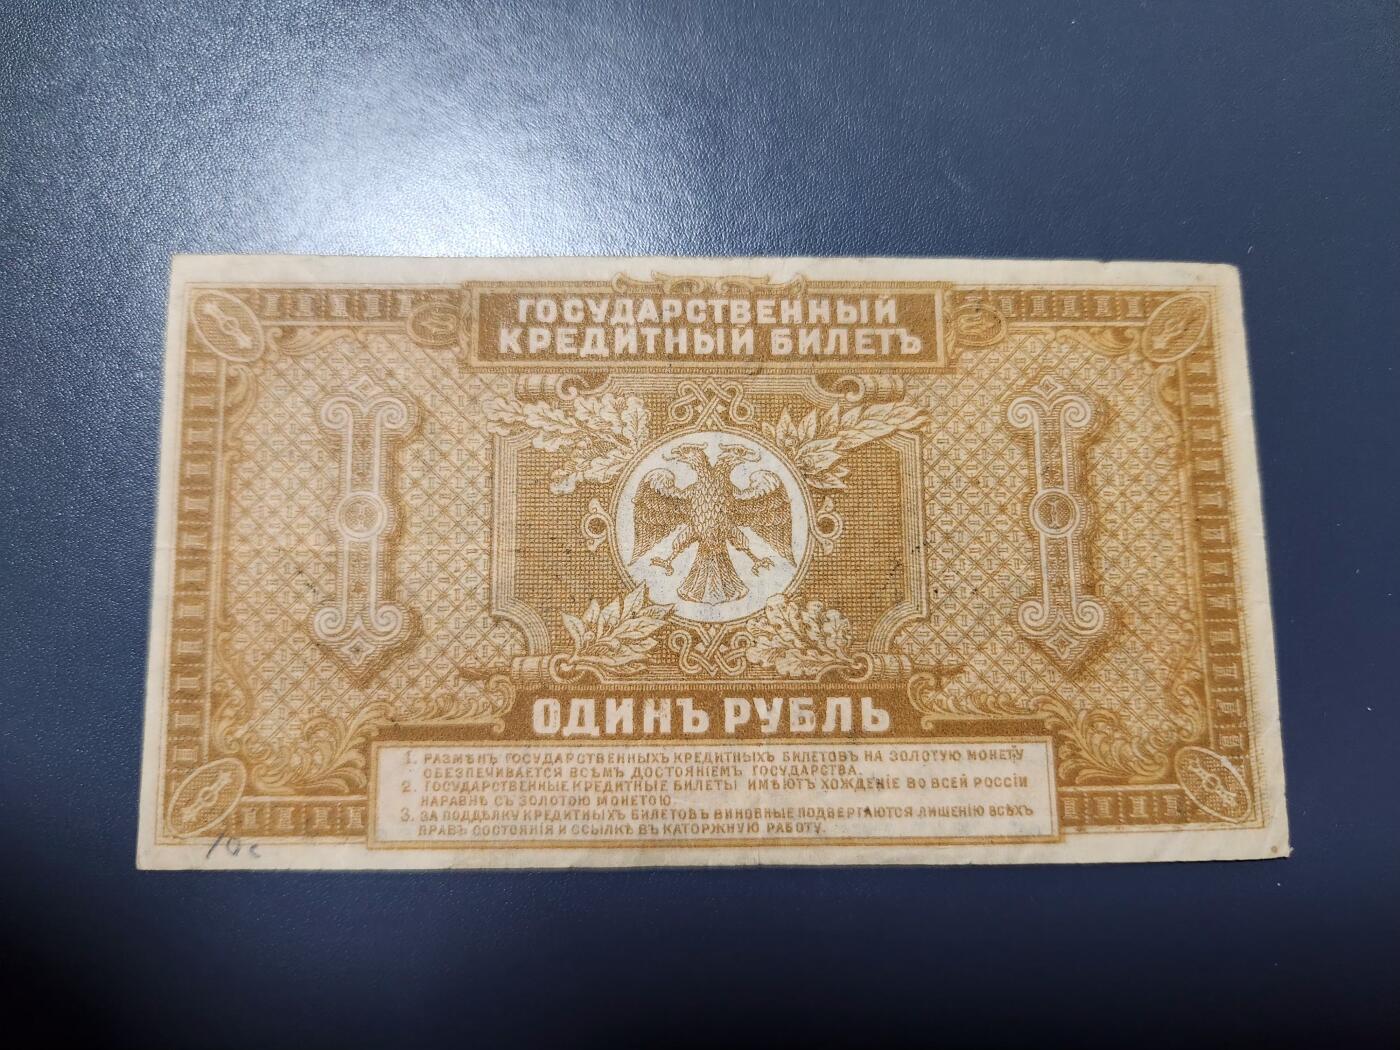 ГОСУДАРСТВЕННЫЙ
КРЕДИТНЫЙ БИЛЕТЪ
1 1
ОДИНЪ РУБЛЬ
1. РАЗМѢНЪ ГОСУДАРСТВЕННЫХЪ КРЕДИТНЫХЪ БИЛЕТОВЪ НА ЗОЛОТУЮ МОНЕТУ
ОБЕЗПЕЧИВАЕТСЯ ВСѢМЪ ДОСТОЯНІЕМЪ ГОСУДАРСТВА.
2. ГОСУДАРСТВЕННЫЕ КРЕДИТНЫЕ БИЛЕТЫ ИМѢЮТЪ ХОЖДЕНІЕ ВО ВСЕЙ РОССІИ
НАРАВНѢ СЪ ЗОЛОТОЮ МОНЕТОЮ
3. ЗА ПОДДѢЛКУ КРЕДИТНЫХЪ БИЛЕТОВЪ ВИНОВНЫЕ ПОДВЕРГАЮТСЯ ЛИШЕНІЮ ВСѢХЪ
ПРАВЪ СОСТОЯНІЯ И ССЫЛКѢ ВЪ КАТОРЖНУЮ РАБОТУ.